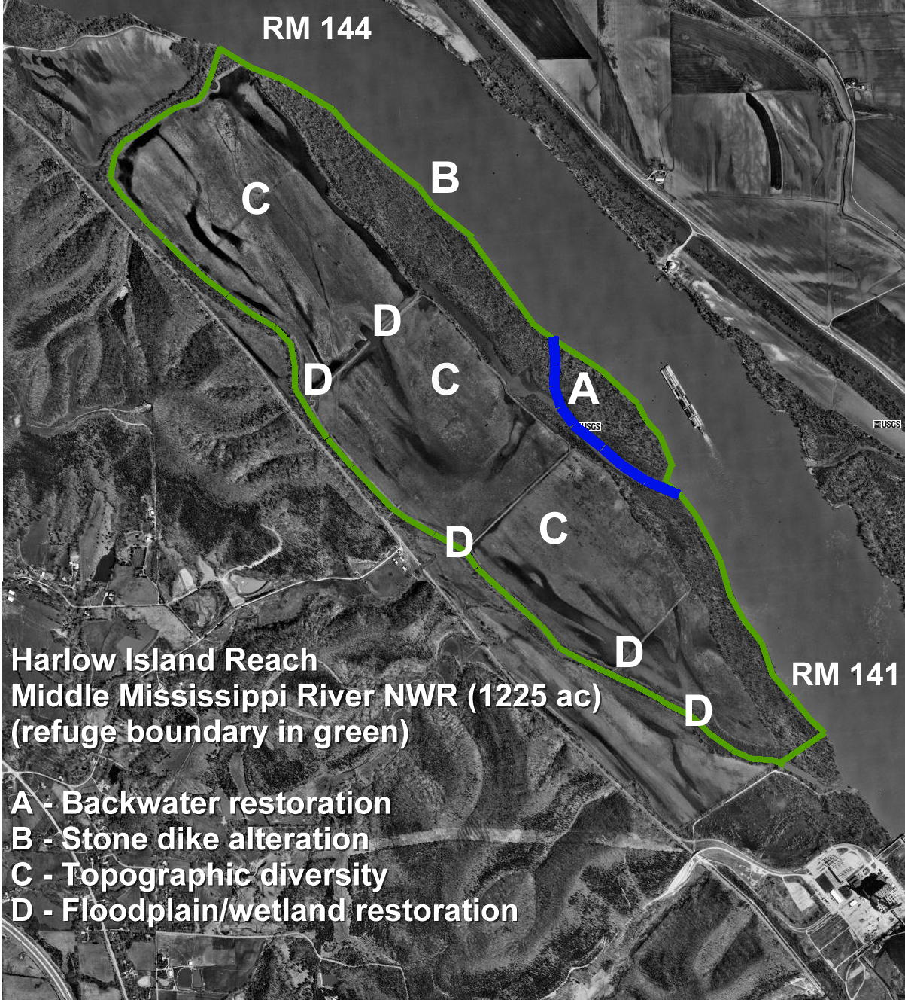 RM 144
B
C
D
C
D
A
USGS
USGS
C
D
D
RM 141
D
Harlow Island Reach
Middle Mississippi River NWR (1225 ac)
(refuge boundary in green)
A - Backwater restoration
B - Stone dike alteration
C - Topographic diversity
D - Floodplain/wetland restoration